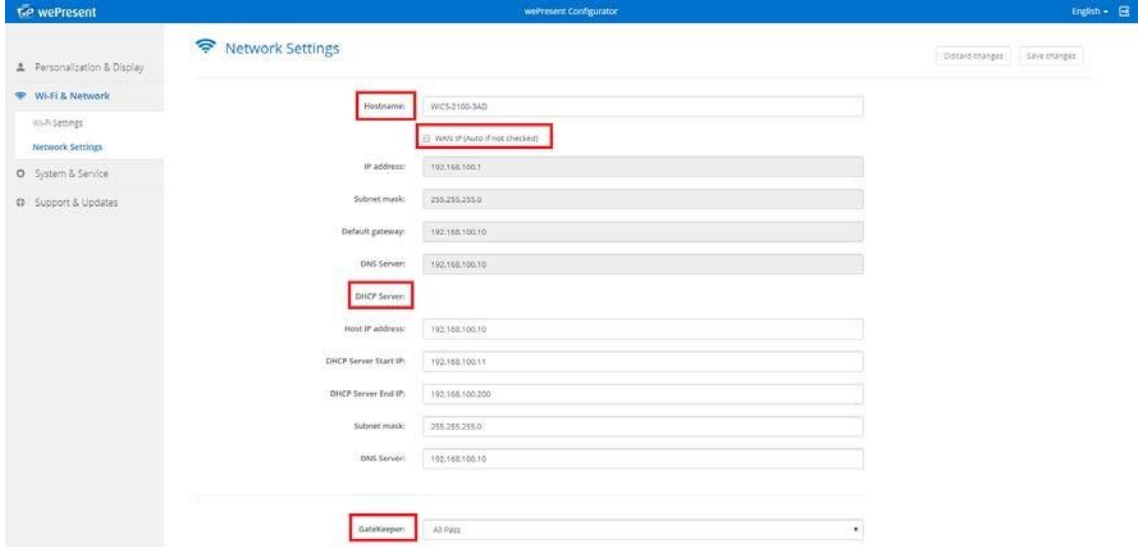 wePresent
wePresent Configurator
English
Personalization & Display
Wi-Fi & Network
Wi-Fi Settings
Network Settings
System & Service
Support & Updates
Network Settings
Discard changes
Save changes
Hostname:
WiCS-2100-3AD
WAN IP (Auto if not checked)
IP address:
192.168.100.1
Subnet mask:
255.255.255.0
Default gateway:
192.168.100.10
DNS Server:
192.168.100.10
DHCP Server:
Host IP address:
192.168.100.10
DHCP Server Start IP:
192.168.100.11
DHCP Server End IP:
192.168.100.200
Subnet mask:
255.255.255.0
DNS Server:
192.168.100.10
GateKeeper:
All Pass